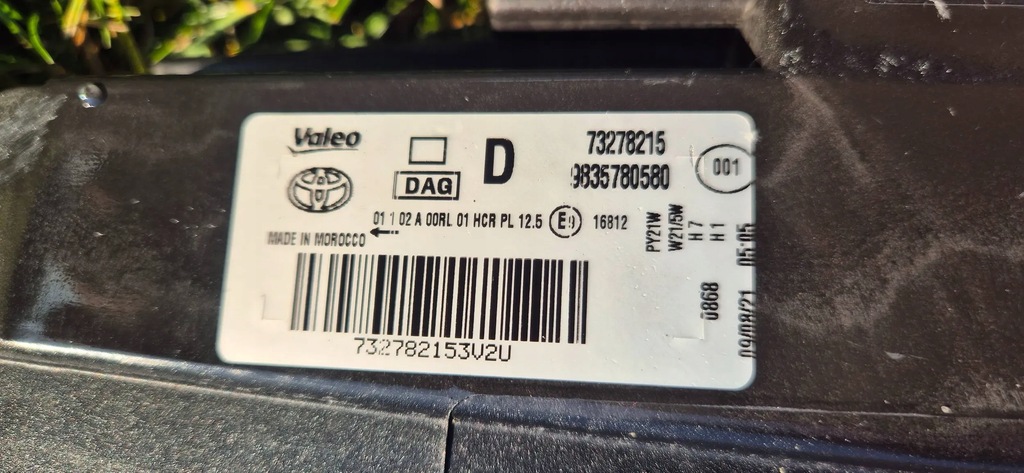 Valeo
DAG
D
73278215
9835780580
001
01 1 02 A 00RL 01 HCR PL 12.5 E9 16812
MADE IN MOROCCO
PY21W
W21/5W
H7
H1
0868
09/08/21 05:05
732782153V2U